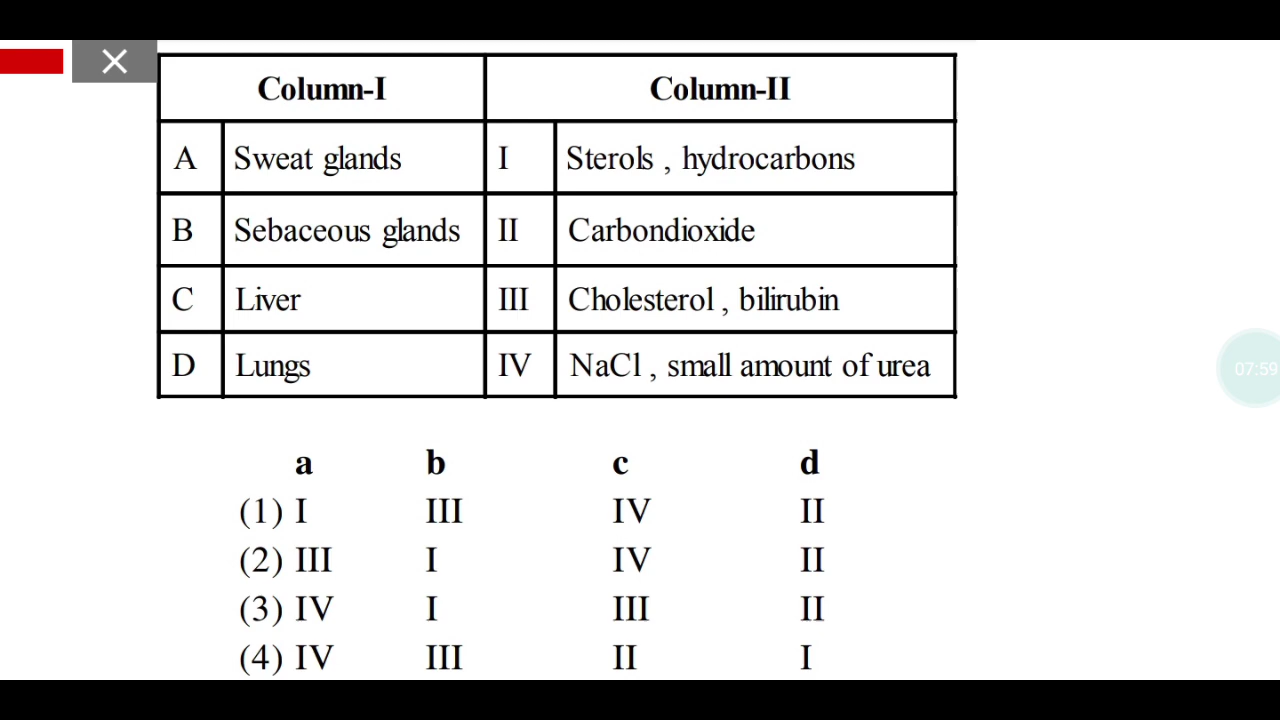 Column-I Column-II
A Sweat glands I Sterols , hydrocarbons
B Sebaceous glands II Carbondioxide
C Liver III Cholesterol , bilirubin
D Lungs IV NaCl , small amount of urea
a b c d
(1) I III IV II
(2) III I IV II
(3) IV I III II
(4) IV III II I
07:59